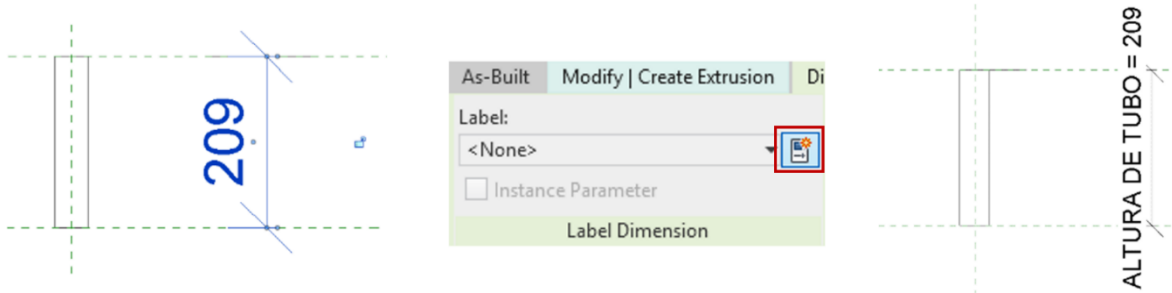 209
As-Built Modify | Create Extrusion Di
Label:
<None>
Instance Parameter
Label Dimension
ALTURA DE TUBO = 209